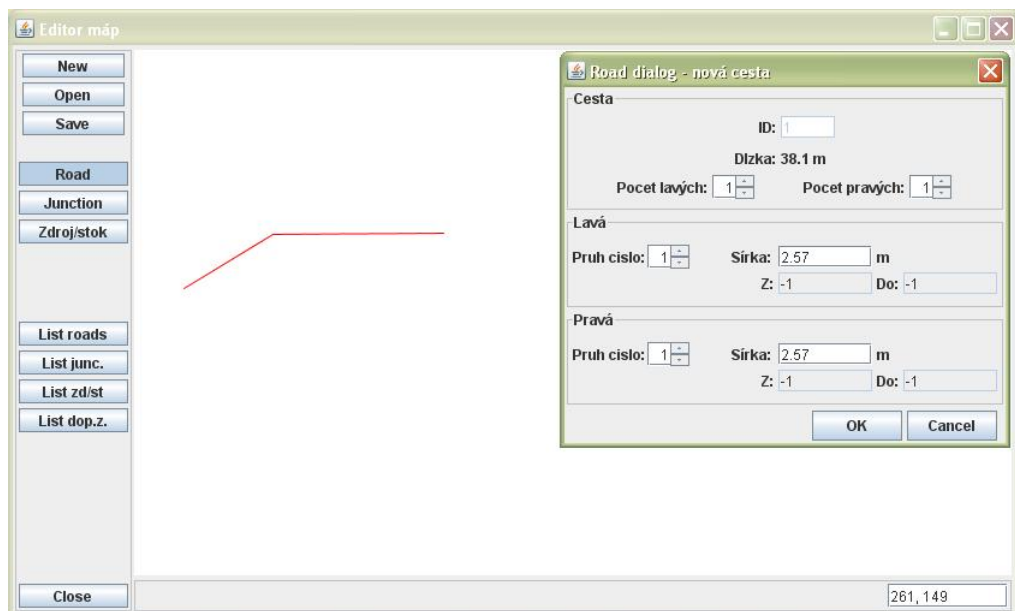 Editor máp
New
Open
Save
Road
Junction
Zdroj/stok
List roads
List junc.
List zd/st
List dop.z.
Close
Road dialog - nová cesta
Cesta
ID: 1
Dlzka: 38.1 m
Pocet lavých: 1 Pocet pravých: 1
Lavá
Pruh cislo: 1 Sírka: 2.57 m
Z: -1 Do: -1
Pravá
Pruh cislo: 1 Sírka: 2.57 m
Z: -1 Do: -1
OK Cancel
261, 149